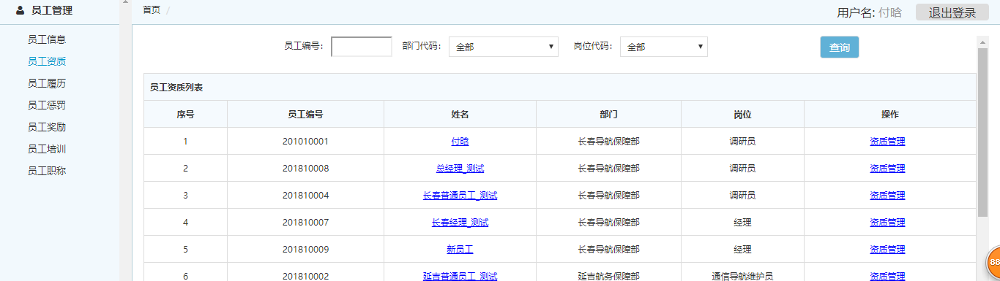 员工管理
首页 /
用户名: 付晗
退出登录
员工信息
员工资质
员工履历
员工惩罚
员工奖励
员工培训
员工职称
员工编号:
部门代码: 全部
岗位代码: 全部
查询
员工资质列表
序号 员工编号 姓名 部门 岗位 操作
1 201010001 付晗 长春导航保障部 调研员 资质管理
2 201810008 总经理_测试 长春导航保障部 调研员 资质管理
3 201810004 长春普通员工_测试 长春导航保障部 调研员 资质管理
4 201810007 长春经理_测试 长春导航保障部 经理 资质管理
5 201810009 新员工 长春导航保障部 经理 资质管理
6 201810002 延吉普通员工_测试 延吉航务保障部 通信导航维护员 资质管理
88